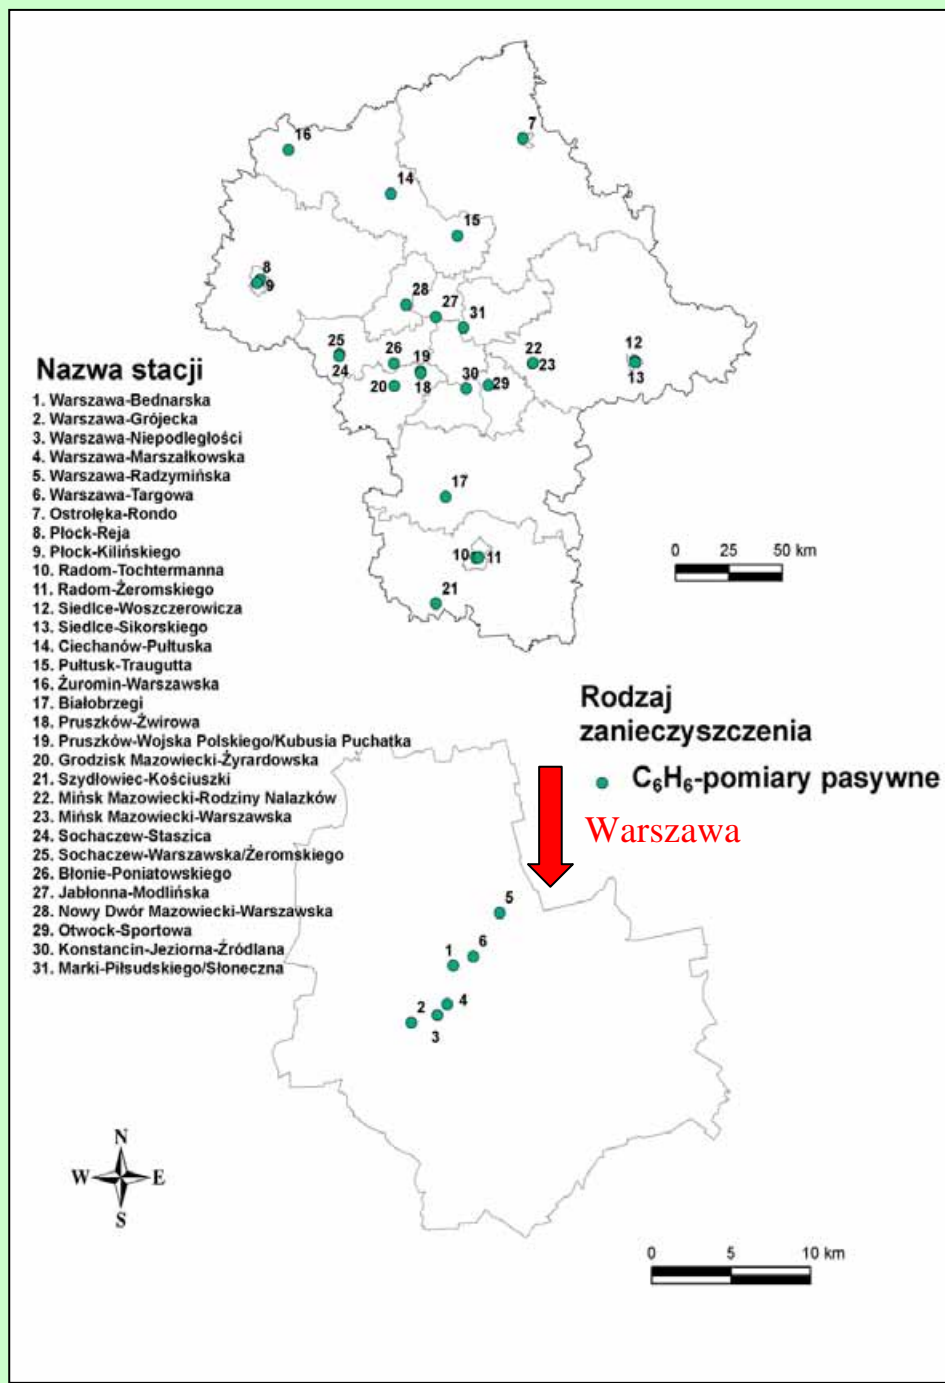 16
7
14
15
8
9
28
27
31
25
24
26
19
20
18
30
29
22
23
12
13
17
10
11
21
0 25 50 km
Nazwa stacji
1. Warszawa-Bednarska
2. Warszawa-Grójecka
3. Warszawa-Niepodległości
4. Warszawa-Marszałkowska
5. Warszawa-Radzymińska
6. Warszawa-Targowa
7. Ostrołęka-Rondo
8. Płock-Reja
9. Płock-Kilińskiego
10. Radom-Tochtermanna
11. Radom-Żeromskiego
12. Siedlce-Woszczerowicza
13. Siedlce-Sikorskiego
14. Ciechanów-Pułtuska
15. Pułtusk-Traugutta
16. Żuromin-Warszawska
17. Białobrzegi
18. Pruszków-Żwirowa
19. Pruszków-Wojska Polskiego/Kubusia Puchatka
20. Grodzisk Mazowiecki-Żyrardowska
21. Szydłowiec-Kościuszki
22. Mińsk Mazowiecki-Rodziny Nalazków
23. Mińsk Mazowiecka-Warszawska
24. Sochaczew-Staszica
25. Sochaczew-Warszawska/Żeromskiego
26. Błonie-Poniatowskiego
27. Jabłonna-Modlińska
28. Nowy Dwór Mazowiecki-Warszawska
29. Otwock-Sportowa
30. Konstancin-Jeziorna-Źródlana
31. Marki-Piłsudskiego/Słoneczna
Rodzaj
zanieczyszczenia
C₆H₆-pomiary pasywne
Warszawa
5
6
1
4
2
3
N
W E
S
0 5 10 km